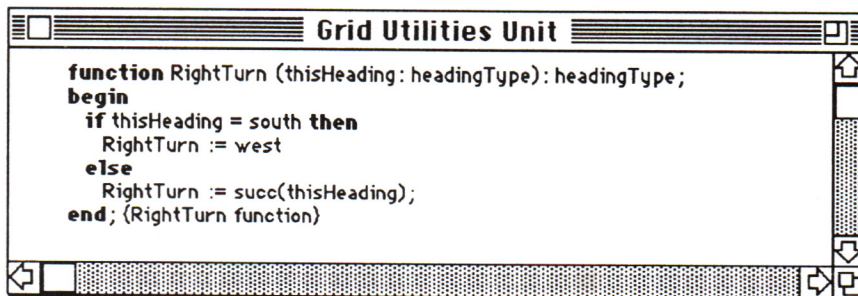 Grid Utilities Unit
function RightTurn (thisHeading: headingType): headingType;
begin
if thisHeading = south then
RightTurn := west
else
RightTurn := succ(thisHeading);
end; {RightTurn function}